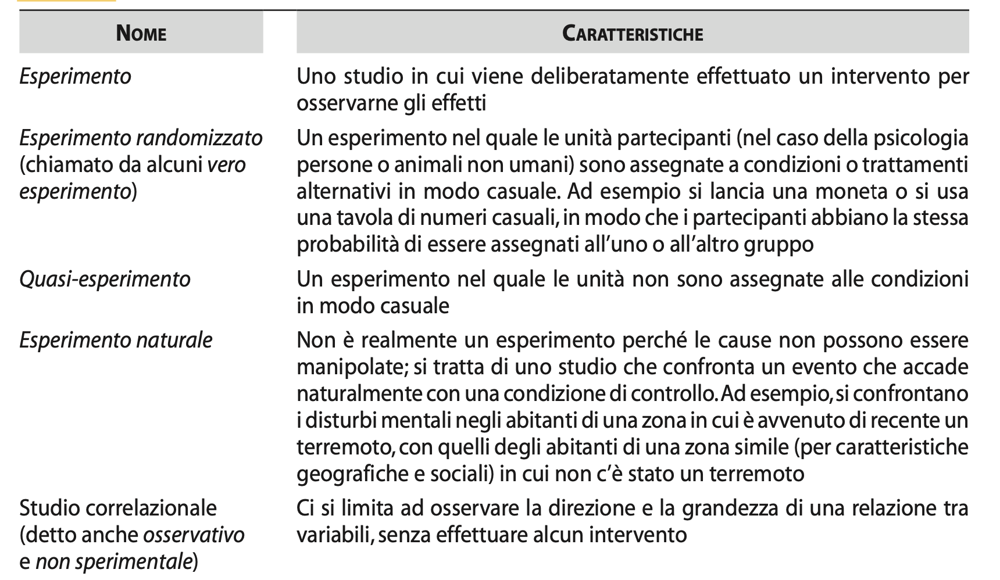 NOME
CARATTERISTICHE
Esperimento
Uno studio in cui viene deliberatamente effettuato un intervento per
osservarne gli effetti
Esperimento randomizzato
(chiamato da alcuni vero
esperimento)
Un esperimento nel quale le unità partecipanti (nel caso della psicologia
persone o animali non umani) sono assegnate a condizioni o trattamenti
alternativi in modo casuale. Ad esempio si lancia una moneta o si usa
una tavola di numeri casuali, in modo che i partecipanti abbiano la stessa
probabilità di essere assegnati all’uno o all’altro gruppo
Quasi-esperimento
Un esperimento nel quale le unità non sono assegnate alle condizioni
in modo casuale
Esperimento naturale
Non è realmente un esperimento perché le cause non possono essere
manipolate; si tratta di uno studio che confronta un evento che accade
naturalmente con una condizione di controllo. Ad esempio, si confrontano
i disturbi mentali negli abitanti di una zona in cui è avvenuto di recente un
terremoto, con quelli degli abitanti di una zona simile (per caratteristiche
geografiche e sociali) in cui non c’è stato un terremoto
Studio correlazionale
(detto anche osservativo
e non sperimentale)
Ci si limita ad osservare la direzione e la grandezza di una relazione tra
variabili, senza effettuare alcun intervento